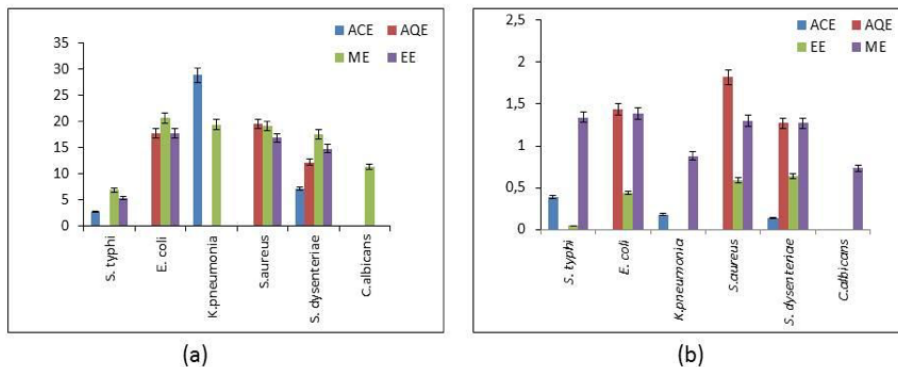 ACE AQE
ME EE
35
30
25
20
15
10
5
0
S. typhi
E. coli
K.pneumonia
S.aureus
S. dysenteriae
C.albicans
(a)
ACE AQE
EE ME
2,5
2
1,5
1
0,5
0
S. typhi
E. coli
K.pneumonia
S.aureus
S. dysenteriae
C.albicans
(b)